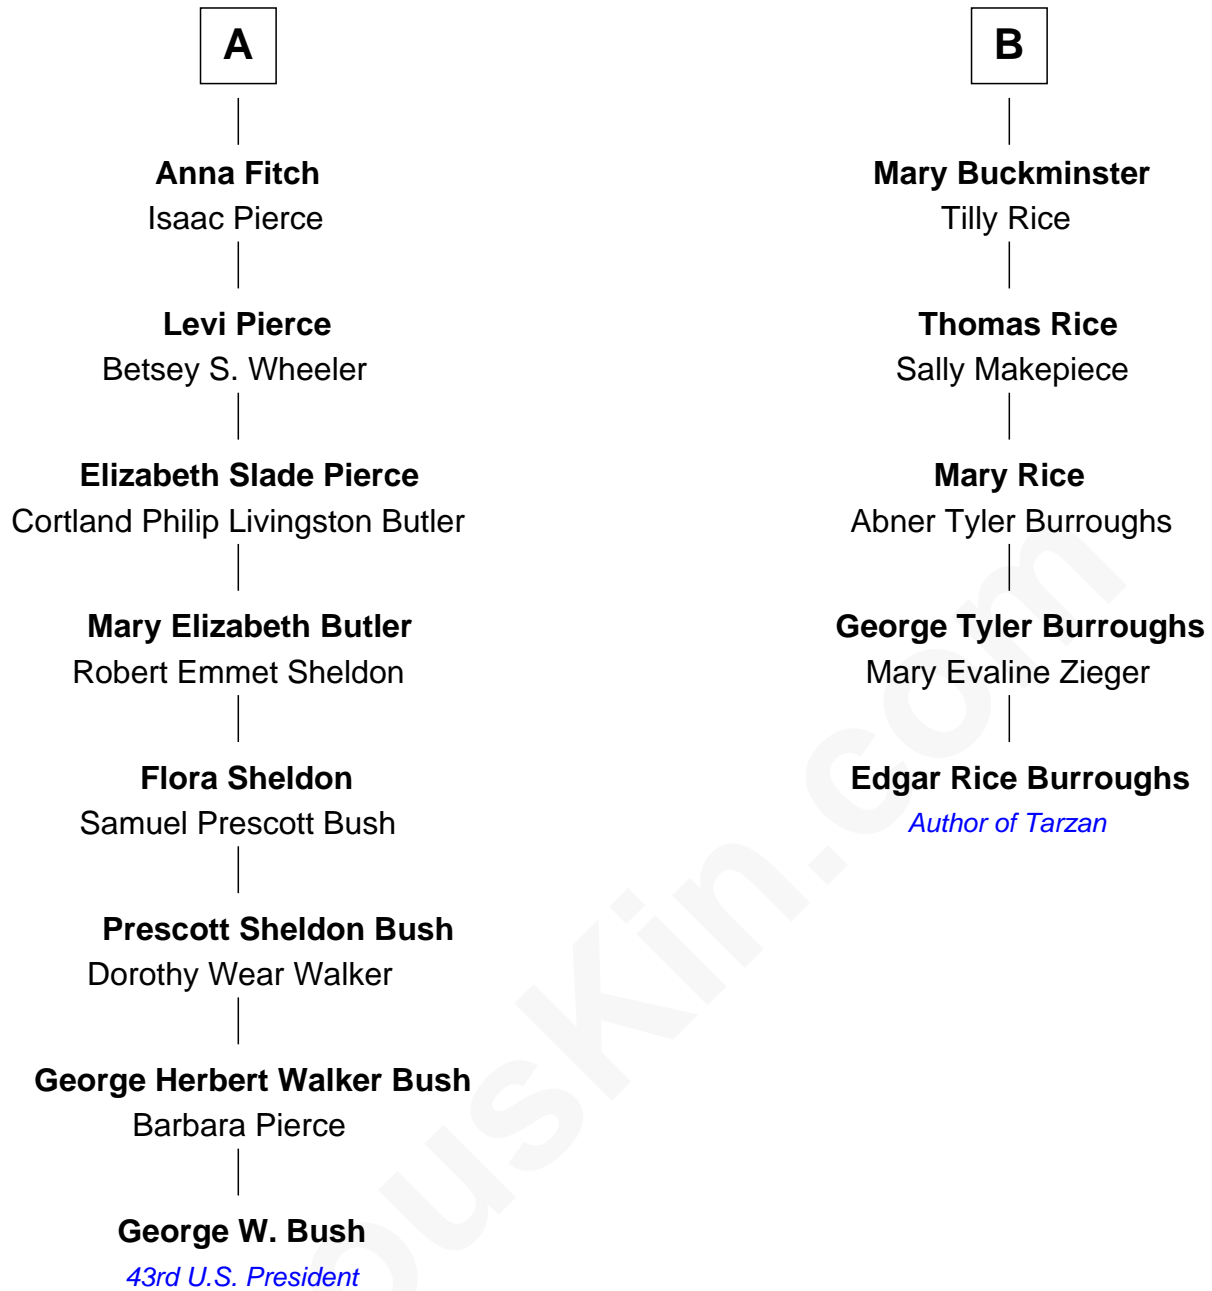 A
Anna Fitch
Isaac Pierce
Levi Pierce
Betsey S. Wheeler
Elizabeth Slade Pierce
Cortland Philip Livingston Butler
Mary Elizabeth Butler
Robert Emmet Sheldon
Flora Sheldon
Samuel Prescott Bush
Prescott Sheldon Bush
Dorothy Wear Walker
George Herbert Walker Bush
Barbara Pierce
George W. Bush
43rd U.S. President
B
Mary Buckminster
Tilly Rice
Thomas Rice
Sally Makepiece
Mary Rice
Abner Tyler Burroughs
George Tyler Burroughs
Mary Evaline Zieger
Edgar Rice Burroughs
Author of Tarzan
ousKin.com